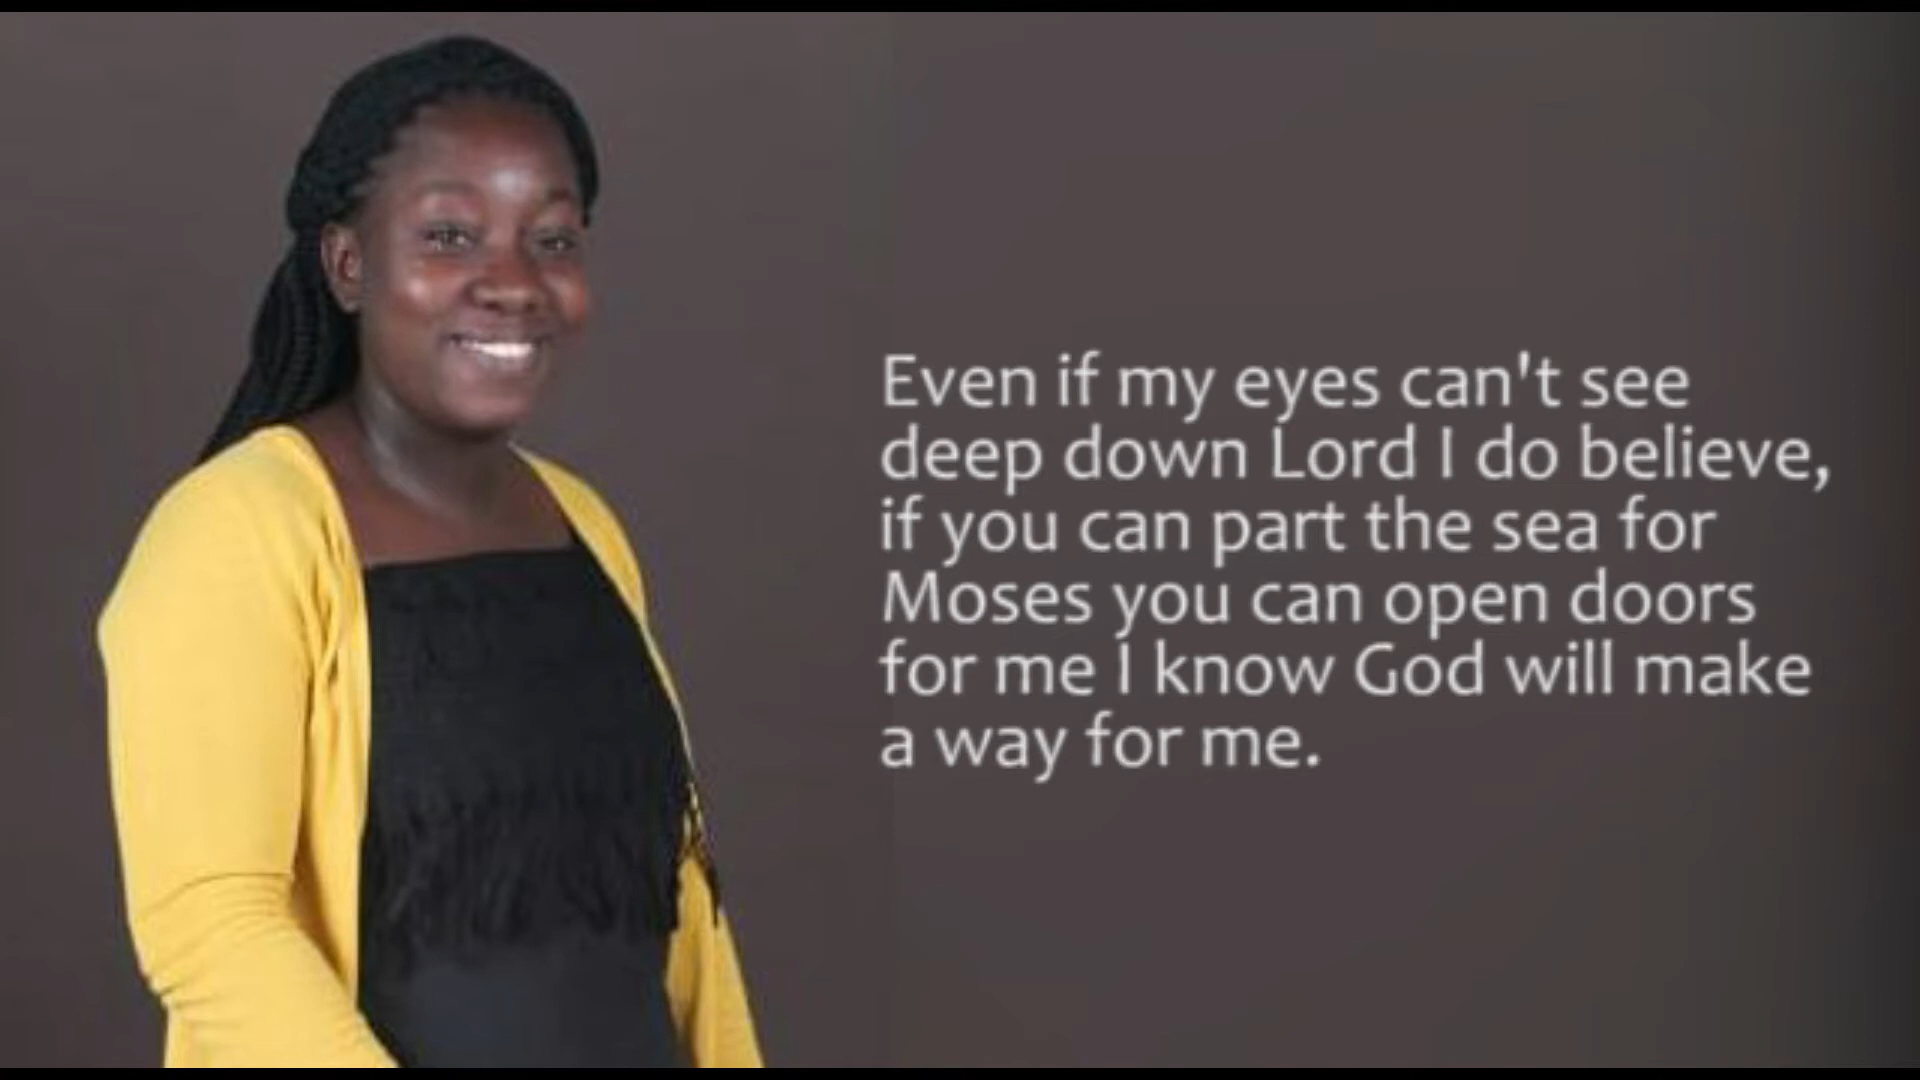 Even if my eyes can't see
deep down Lord I do believe,
if you can part the sea for
Moses you can open doors
for me I know God will make
a way for me.